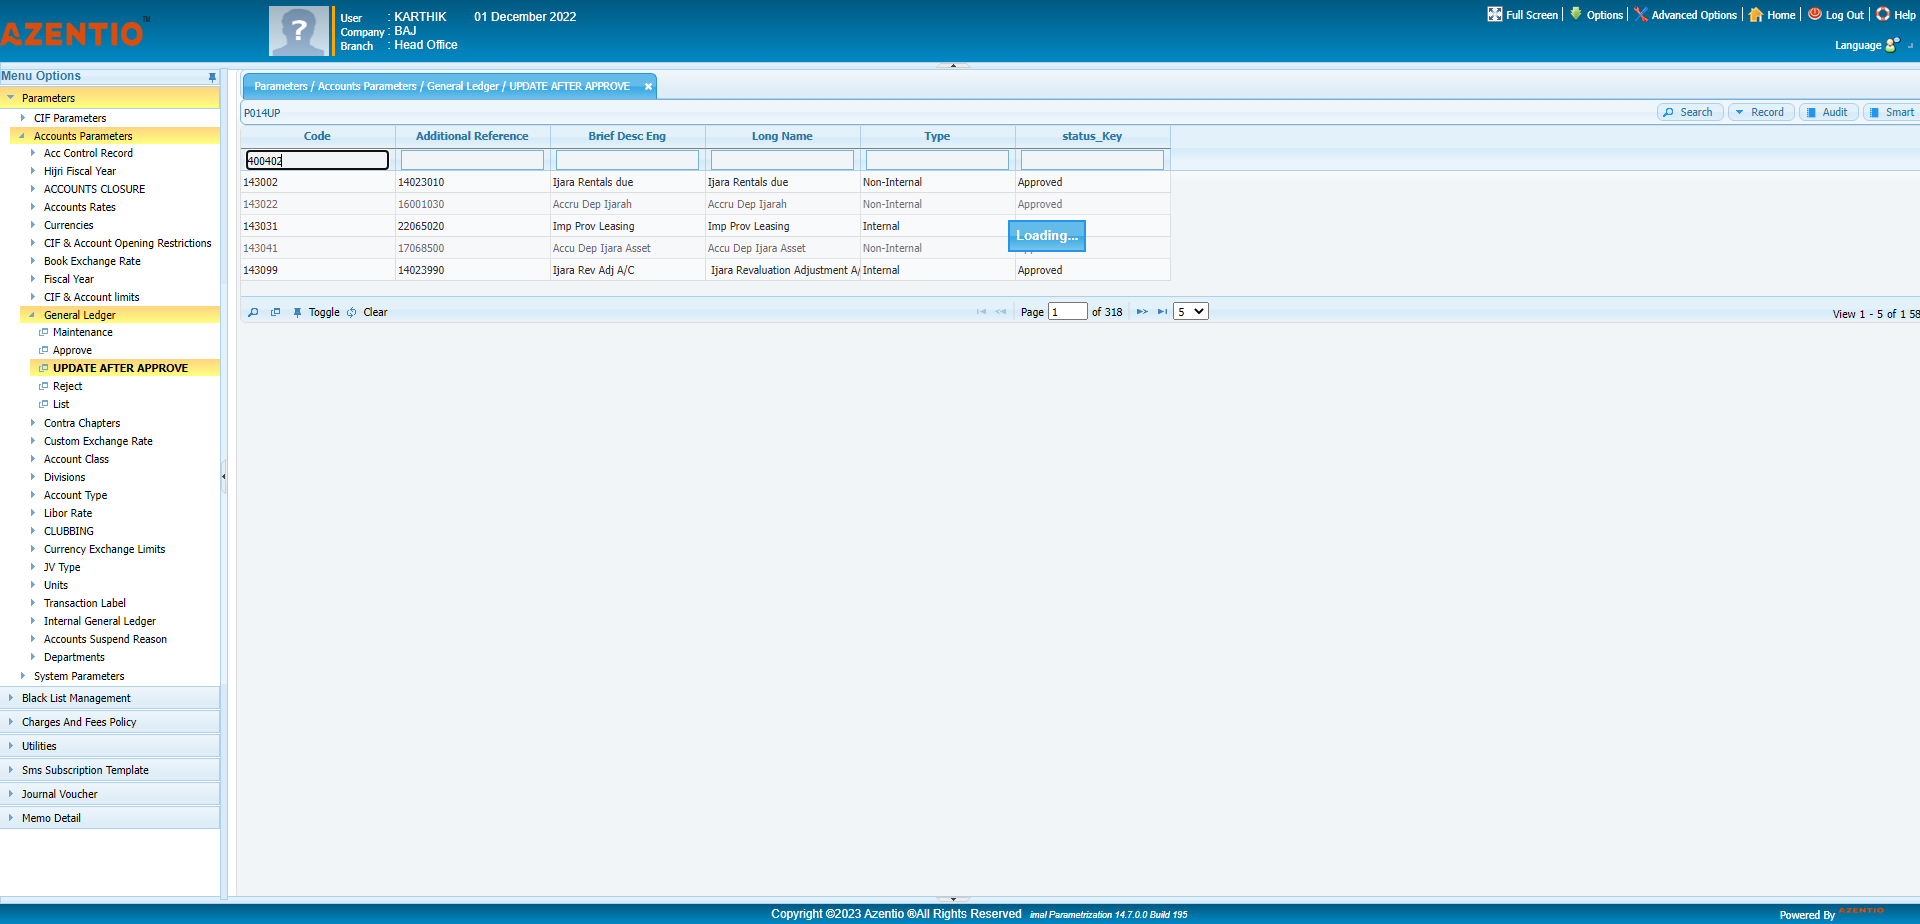 AZENTIO™
User : KARTHIK 01 December 2022
Company : BAJ
Branch : Head Office
Full Screen Options Advanced Options Home Log Out Help
Language
Menu Options
Parameters
CIF Parameters
Accounts Parameters
Acc Control Record
Hijri Fiscal Year
ACCOUNTS CLOSURE
Accounts Rates
Currencies
CIF & Account Opening Restrictions
Book Exchange Rate
Fiscal Year
CIF & Account limits
General Ledger
Maintenance
Approve
UPDATE AFTER APPROVE
Reject
List
Contra Chapters
Custom Exchange Rate
Account Class
Divisions
Account Type
Libor Rate
CLUBBING
Currency Exchange Limits
JV Type
Units
Transaction Label
Internal General Ledger
Accounts Suspend Reason
Departments
System Parameters
Black List Management
Charges And Fees Policy
Utilities
Sms Subscription Template
Journal Voucher
Memo Detail
Parameters / Accounts Parameters / General Ledger / UPDATE AFTER APPROVE
P014UP Search Record Audit Smart
Code Additional Reference Brief Desc Eng Long Name Type status_Key
400402
143002 14023010 Ijara Rentals due Ijara Rentals due Non-Internal Approved
143022 16001030 Accru Dep Ijarah Accru Dep Ijarah Non-Internal Approved
143031 22065020 Imp Prov Leasing Imp Prov Leasing Internal
Loading...
143041 17068500 Accu Dep Ijara Asset Accu Dep Ijara Asset Non-Internal
143099 14023990 Ijara Rev Adj A/C Ijara Revaluation Adjustment A/ Internal Approved
Toggle Clear Page 1 of 318 5 View 1 - 5 of 1 58
Copyright ©2023 Azentio ®All Rights Reserved imal Parametrization 14.7.0.0 Build 195
Powered By AZENTIO